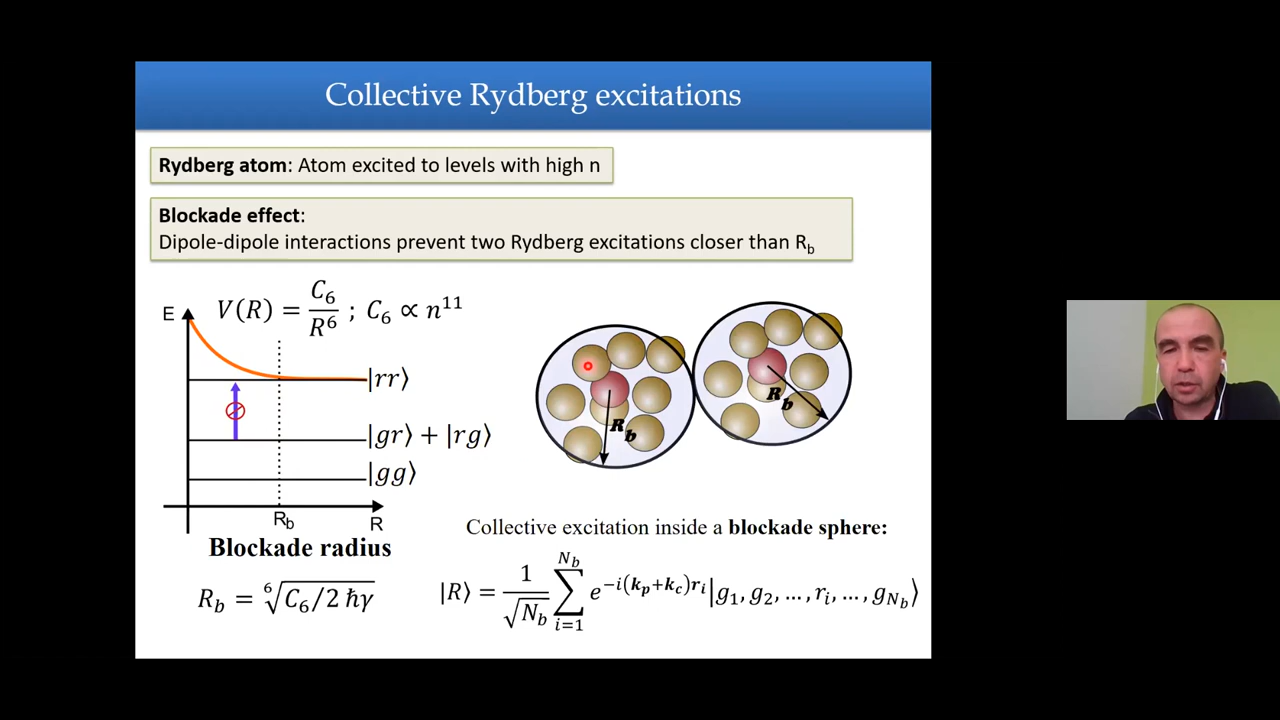 Collective Rydberg excitations
Rydberg atom: Atom excited to levels with high n
Blockade effect:
Dipole-dipole interactions prevent two Rydberg excitations closer than R_b
E
V(R) = C_6/R^6 ; C_6 ∝ n^11
|rr⟩
|gr⟩ + |rg⟩
|gg⟩
R_b
R
R_b
R_b
Blockade radius
R_b = ⁶√(C_6/2 ħγ)
Collective excitation inside a blockade sphere:
|R⟩ = 1/√N_b ∑_{i=1}^{N_b} e^{-i(k_p+k_c)r_i}|g_1, g_2, ..., r_i, ..., g_{N_b}⟩